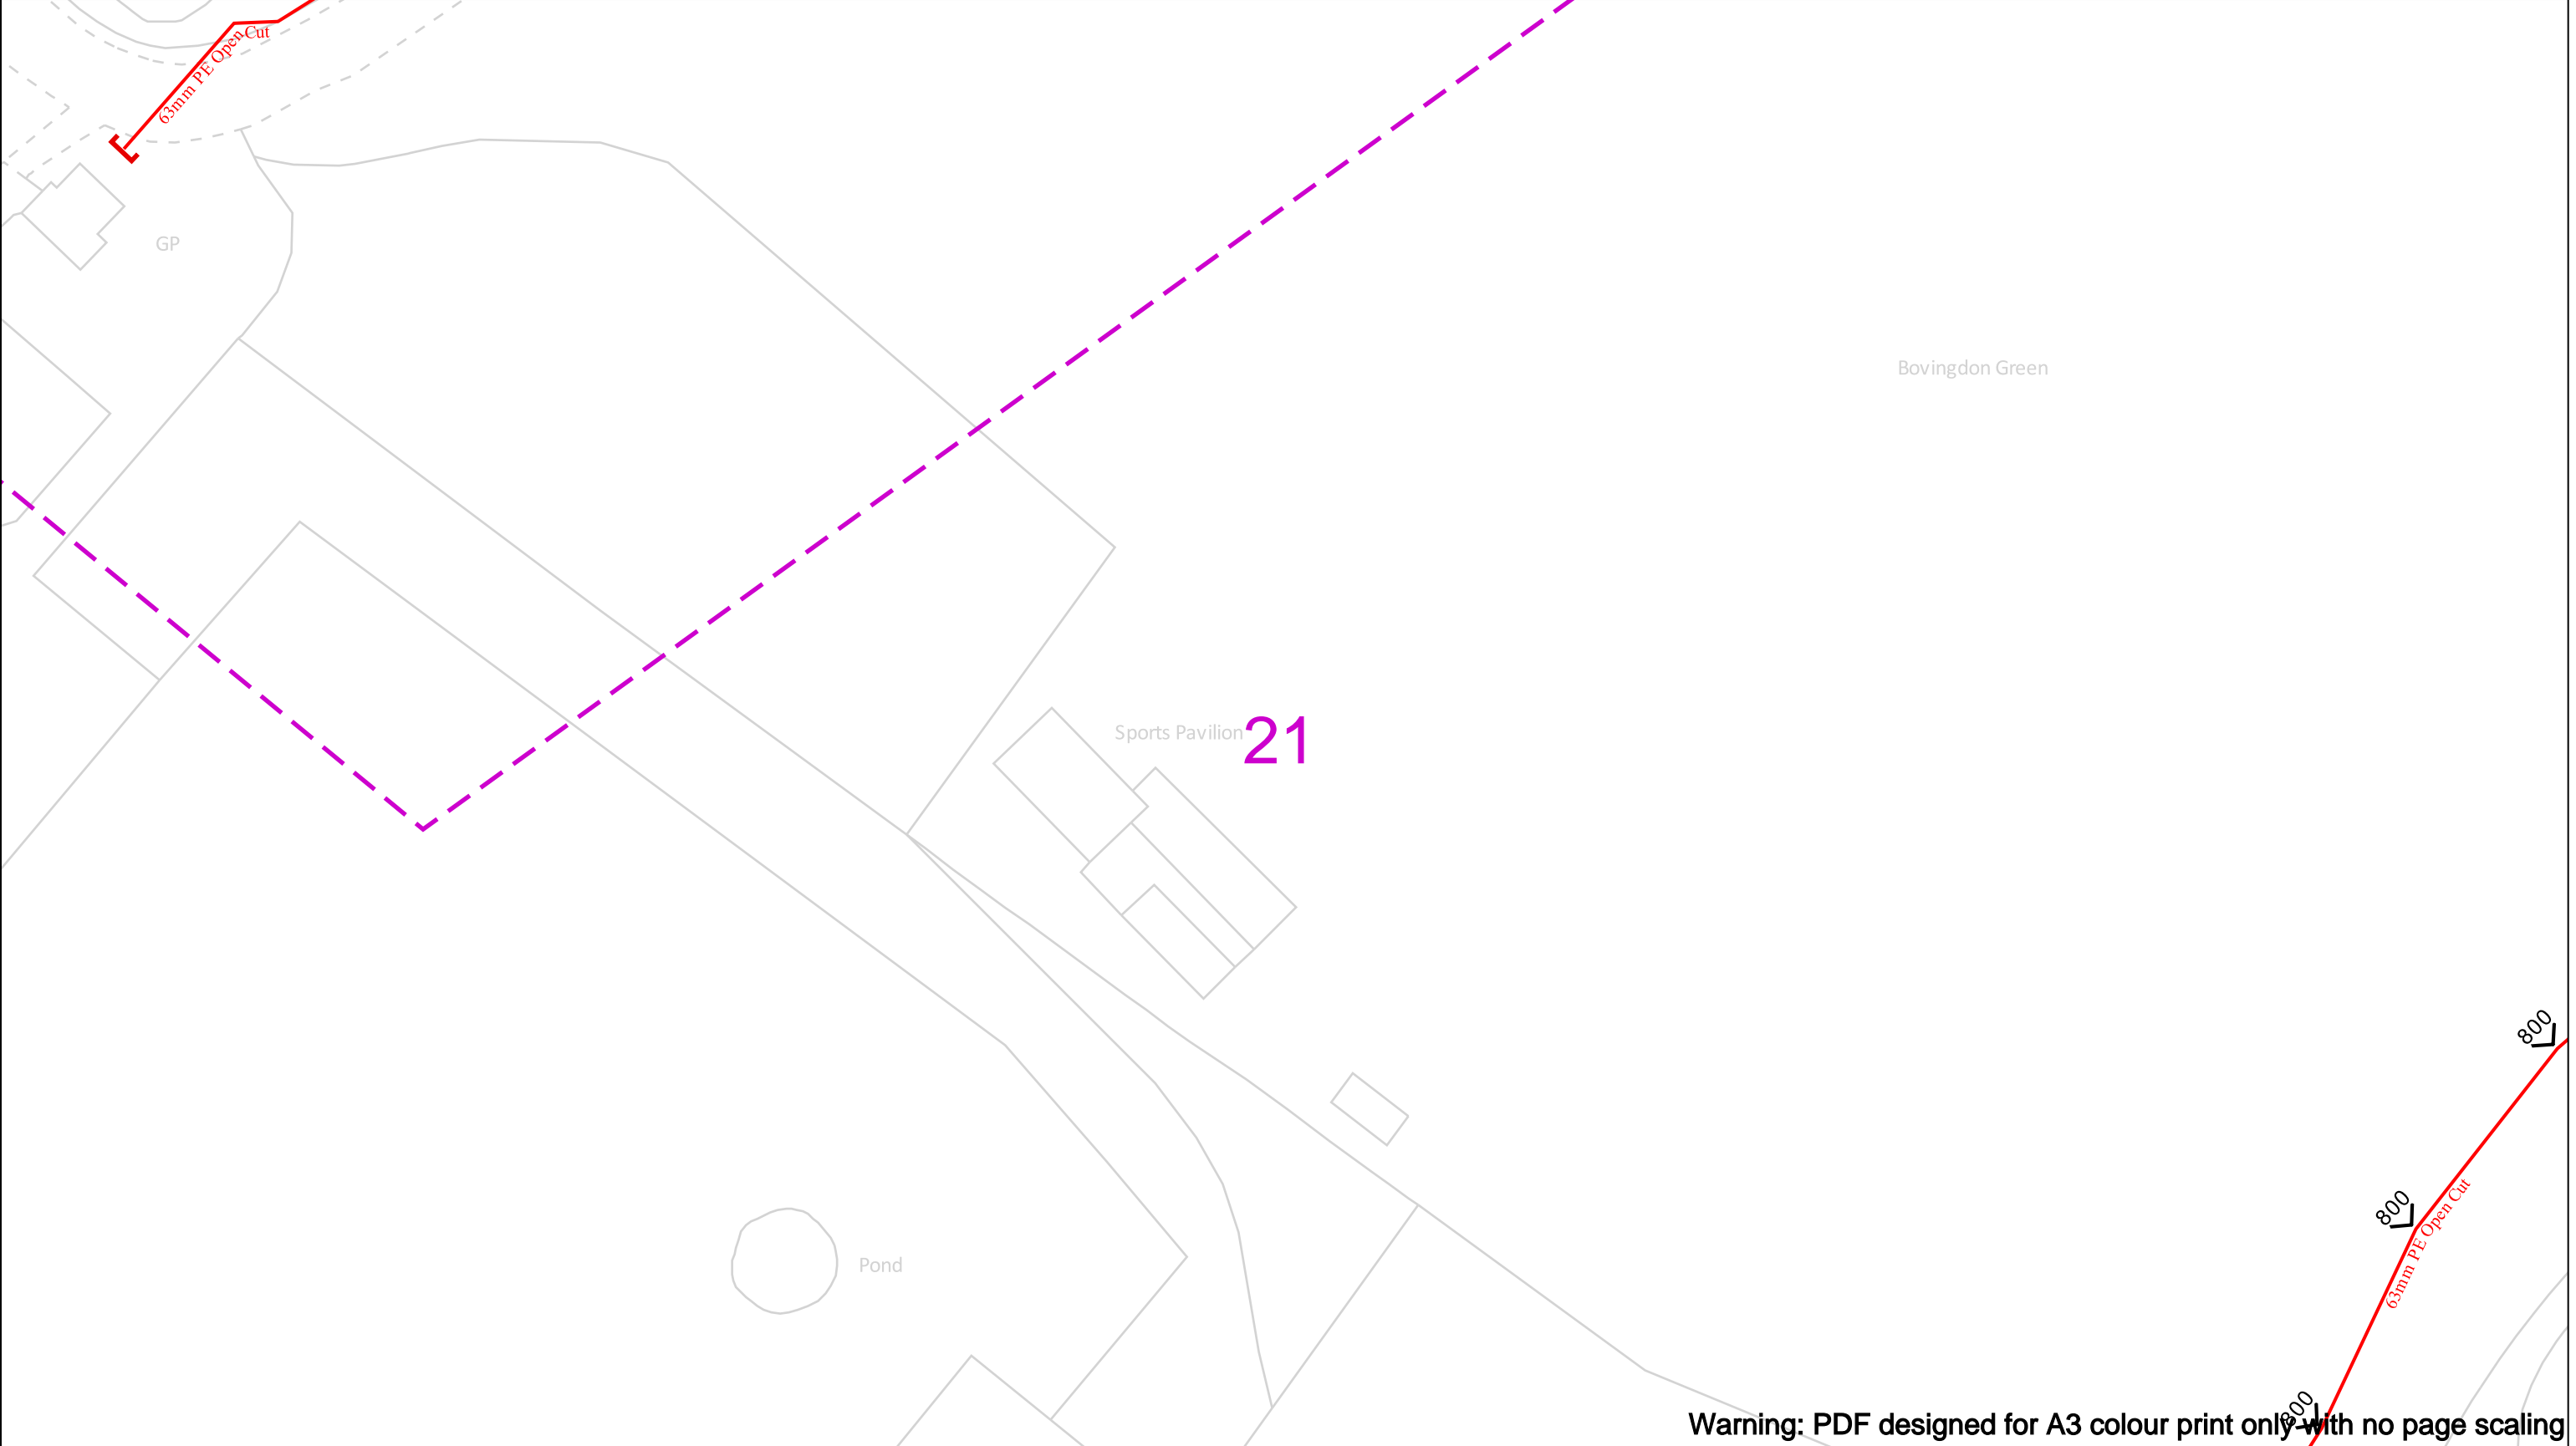 63mm PE Open Cut
GP
Bovingdon Green
Sports Pavilion
21
800
800
63mm PE Open Cut
Pond
800
Warning: PDF designed for A3 colour print only with no page scaling